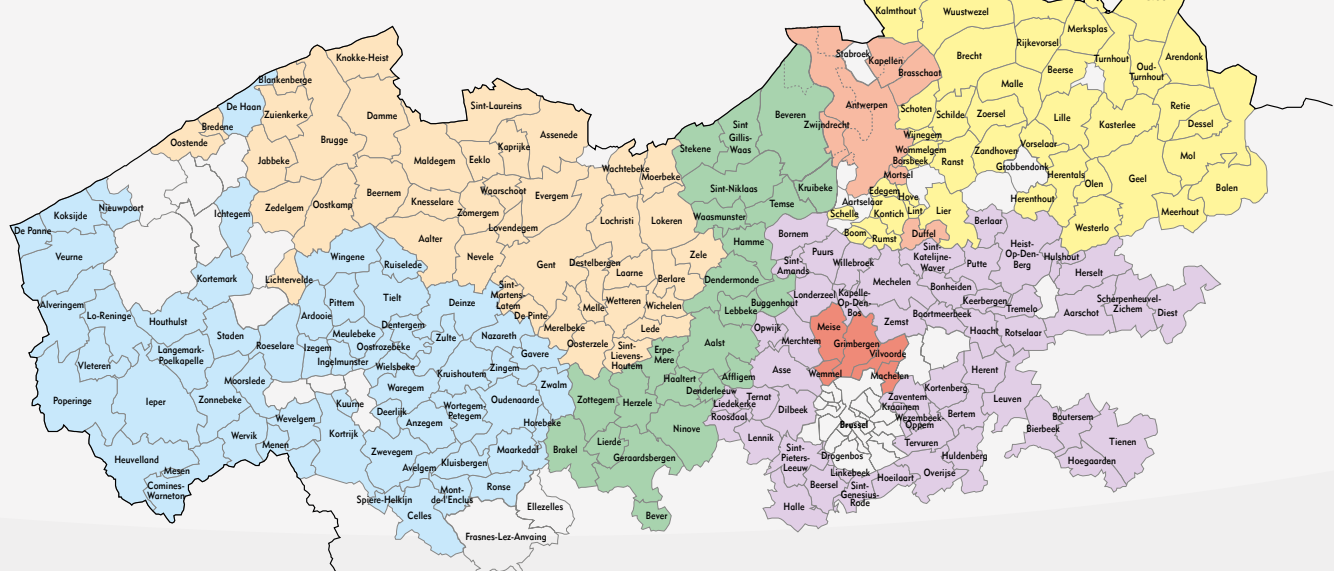 Kalmthout
Wuustwezel
Merksplas
Rijkevorsel
Stabroek
Kapellen
Brasschaat
Brecht
Turnhout
Arendonk
Beerse
Oud-
Turnhout
Malle
Knokke-Heist
Blankenberge
De Haan
Zuienkerke
Damme
Sint-Laureins
Bredene
Oostende
Brugge
Assenede
Kaprijke
Antwerpen
Schoten
Schilde
Zoersel
Lille
Kasterlee
Retie
Dessel
Beveren
Zwijndrecht
Sint
Gillis-
Waas
Stekene
Wijnegem
Wommelgem
Borsbeek
Ranst
Zandhoven
Vorselaar
Grobbendonk
Herentals
Olen
Geel
Mol
Balen
Jabbeke
Maldegem
Eeklo
Wachtebeke
Moerbeke
Mortsel
Edegem
Hove
Aartselaar
Kontich
Lint
Lier
Herenthout
Meerhout
Beernem
Waarschoot
Evergem
Sint-Niklaas
Kruibeke
Temse
Schelle
Zedelgem
Oostkamp
Knesselare
Zomergem
Lovendegem
Lochristi
Lokeren
Waasmunster
Koksijde
Nieuwpoort
Ichtegem
De Panne
Boom
Rumst
Duffel
Berlaar
Westerlo
Aalter
Bornem
Hamme
Puurs
Sint-
Katelijne-
Waver
Heist-
Op-Den-
Berg
Hulshout
Veurne
Wingene
Ruiselede
Nevele
Gent
Destelbergen
Laarne
Zele
Berlare
Dendermonde
Sint-
Amands
Willebroek
Putte
Herselt
Kortemark
Lichtervelde
Mechelen
Bonheiden
Buggenhout
Londerzeel
Kapelle-
Op-Den-
Bos
Keerbergen
Tremelo
Scherpenheuvel-
Zichem
Diest
Aarschot
Alveringem
Lo-Reninge
Houthulst
Pittem
Tielt
Deinze
Sint-
Martens-
Latem
De Pinte
Melle
Wetteren
Wichelen
Lebbeke
Boortmeerbeek
Ardooie
Dentergem
Merelbeke
Lede
Opwijk
Meise
Zemst
Haacht
Rotselaar
Staden
Roeselare
Izegem
Meulebeke
Oostrozebeke
Ingelmunster
Zulte
Nazareth
Oosterzele
Sint-
Lievens-
Houtem
Erpe-
Mere
Aalst
Merchtem
Grimbergen
Vilvoorde
Langemark-
Poelkapelle
Vleteren
Wielsbeke
Gavere
Kruishoutem
Zingem
Zwalm
Haaltert
Affligem
Denderleeuw
Asse
Wemmel
Machelen
Herent
Moorslede
Waregem
Kortenberg
Poperinge
Ieper
Zonnebeke
Kuurne
Deerlijk
Anzegem
Wortegem-
Petegem
Oudenaarde
Horebeke
Zottegem
Herzele
Liedekerke
Roosdaal
Ternat
Dilbeek
Zaventem
Kraainem
Wezembeek-
Oppem
Leuven
Bertem
Wevelgem
Brussel
Bierbeek
Boutersem
Wervik
Menen
Kortrijk
Ninove
Lennik
Tervuren
Tienen
Zwevegem
Maarkedal
Brakel
Lierde
Geraardsbergen
Sint-
Pieters-
Leeuw
Drogenbos
Huldenberg
Hoegaarden
Heuvelland
Mesen
Avelgem
Kluisbergen
Linkebeek
Hoeilaart
Overijse
Comines-
Warneton
Spiere-Helkijn
Mont-
de-l'Enclus
Ronse
Beersel
Sint-
Genesius-
Rode
Celles
Ellezelles
Halle
Bever
Frasnes-Lez-Anvaing